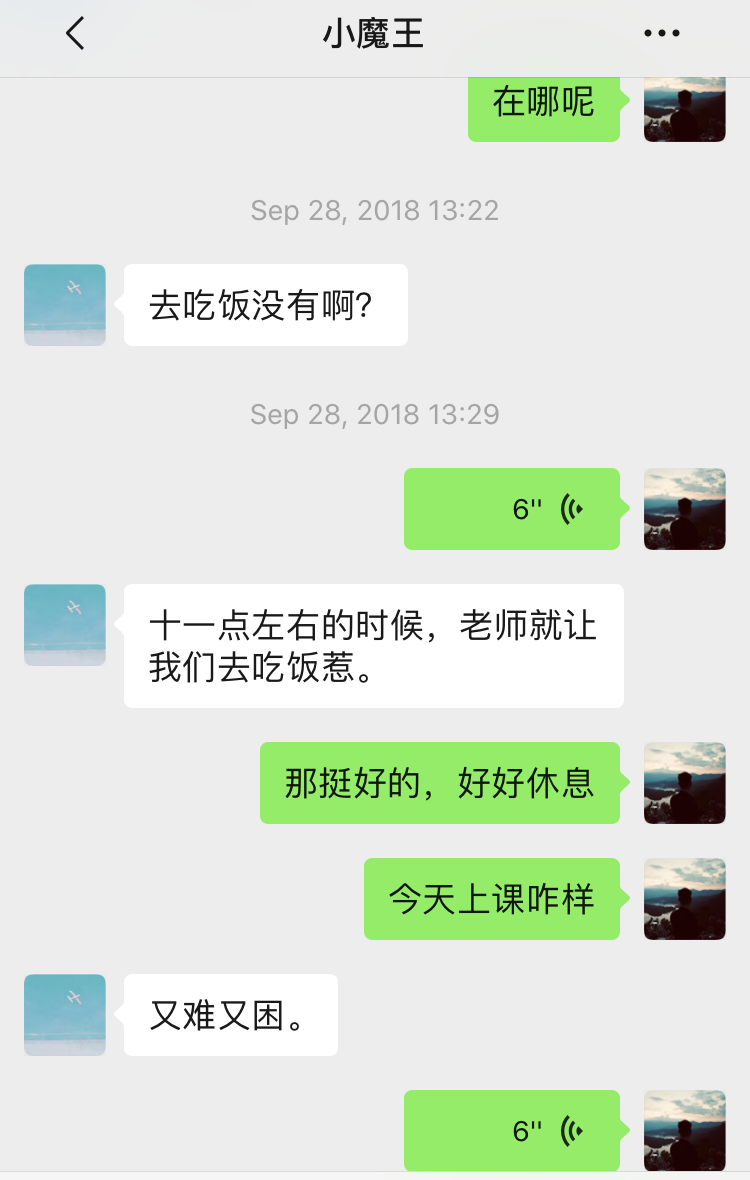 小魔王
在哪呢
Sep 28, 2018 13:22
去吃饭没有啊?
Sep 28, 2018 13:29
6''
十一点左右的时候，老师就让
我们去吃饭惹。
那挺好的，好好休息
今天上课咋样
又难又困。
6''